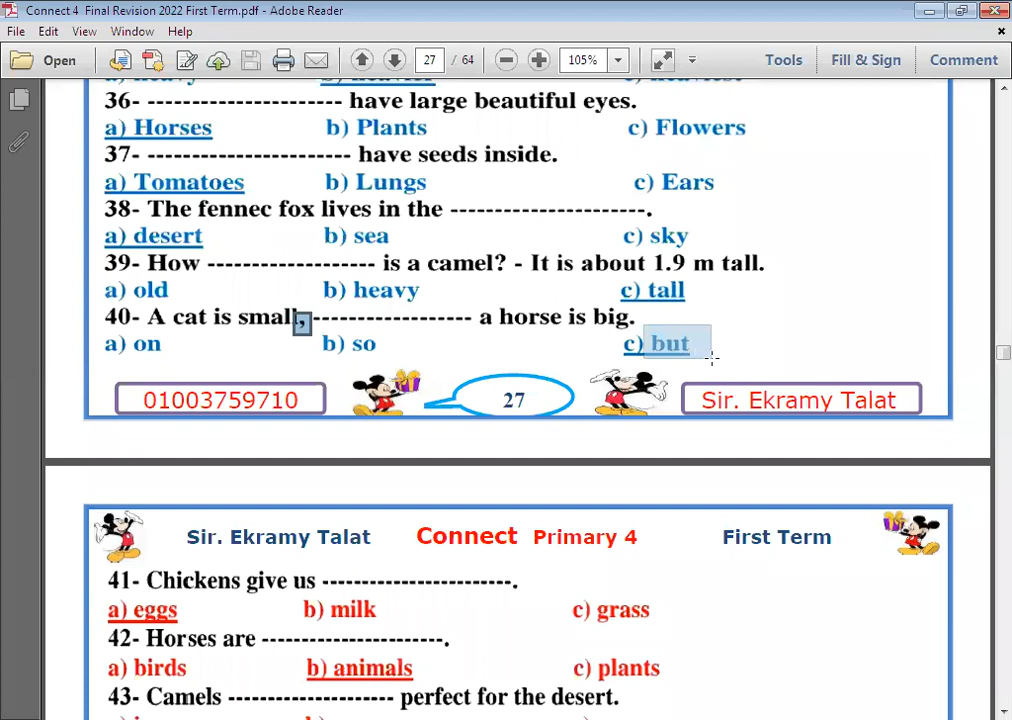 Connect 4 Final Revision 2022 First Term.pdf - Adobe Reader
File Edit View Window Help
Open 27 / 64 105% Tools Fill & Sign Comment
36- ---------------------- have large beautiful eyes.
a) Horses b) Plants c) Flowers
37- ----------------------- have seeds inside.
a) Tomatoes b) Lungs c) Ears
38- The fennec fox lives in the ----------------------.
a) desert b) sea c) sky
39- How ------------------- is a camel? - It is about 1.9 m tall.
a) old b) heavy c) tall
40- A cat is small, ------------------ a horse is big.
a) on b) so c) but
01003759710 27 Sir. Ekramy Talat
Sir. Ekramy Talat Connect Primary 4 First Term
41- Chickens give us ------------------------.
a) eggs b) milk c) grass
42- Horses are -----------------------.
a) birds b) animals c) plants
43- Camels --------------------- perfect for the desert.